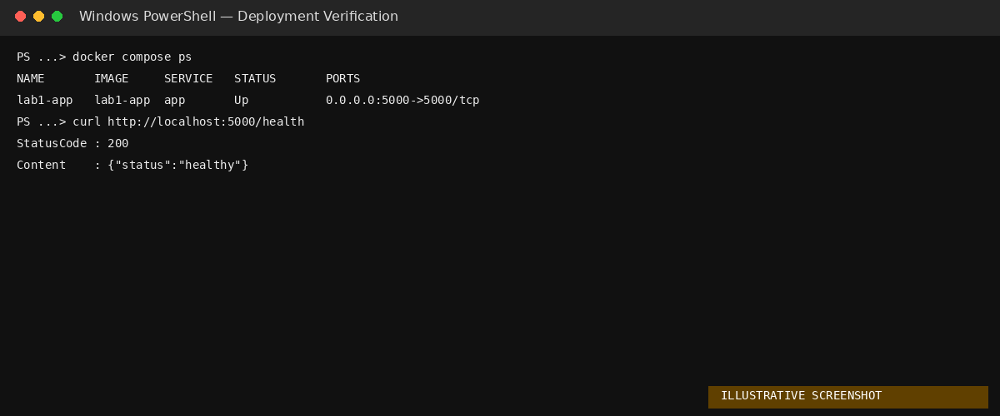 Windows PowerShell — Deployment Verification
PS ...> docker compose ps
NAME       IMAGE     SERVICE   STATUS       PORTS
lab1-app   lab1-app  app       Up           0.0.0.0:5000->5000/tcp
PS ...> curl http://localhost:5000/health
StatusCode : 200
Content    : {"status":"healthy"}
ILLUSTRATIVE SCREENSHOT